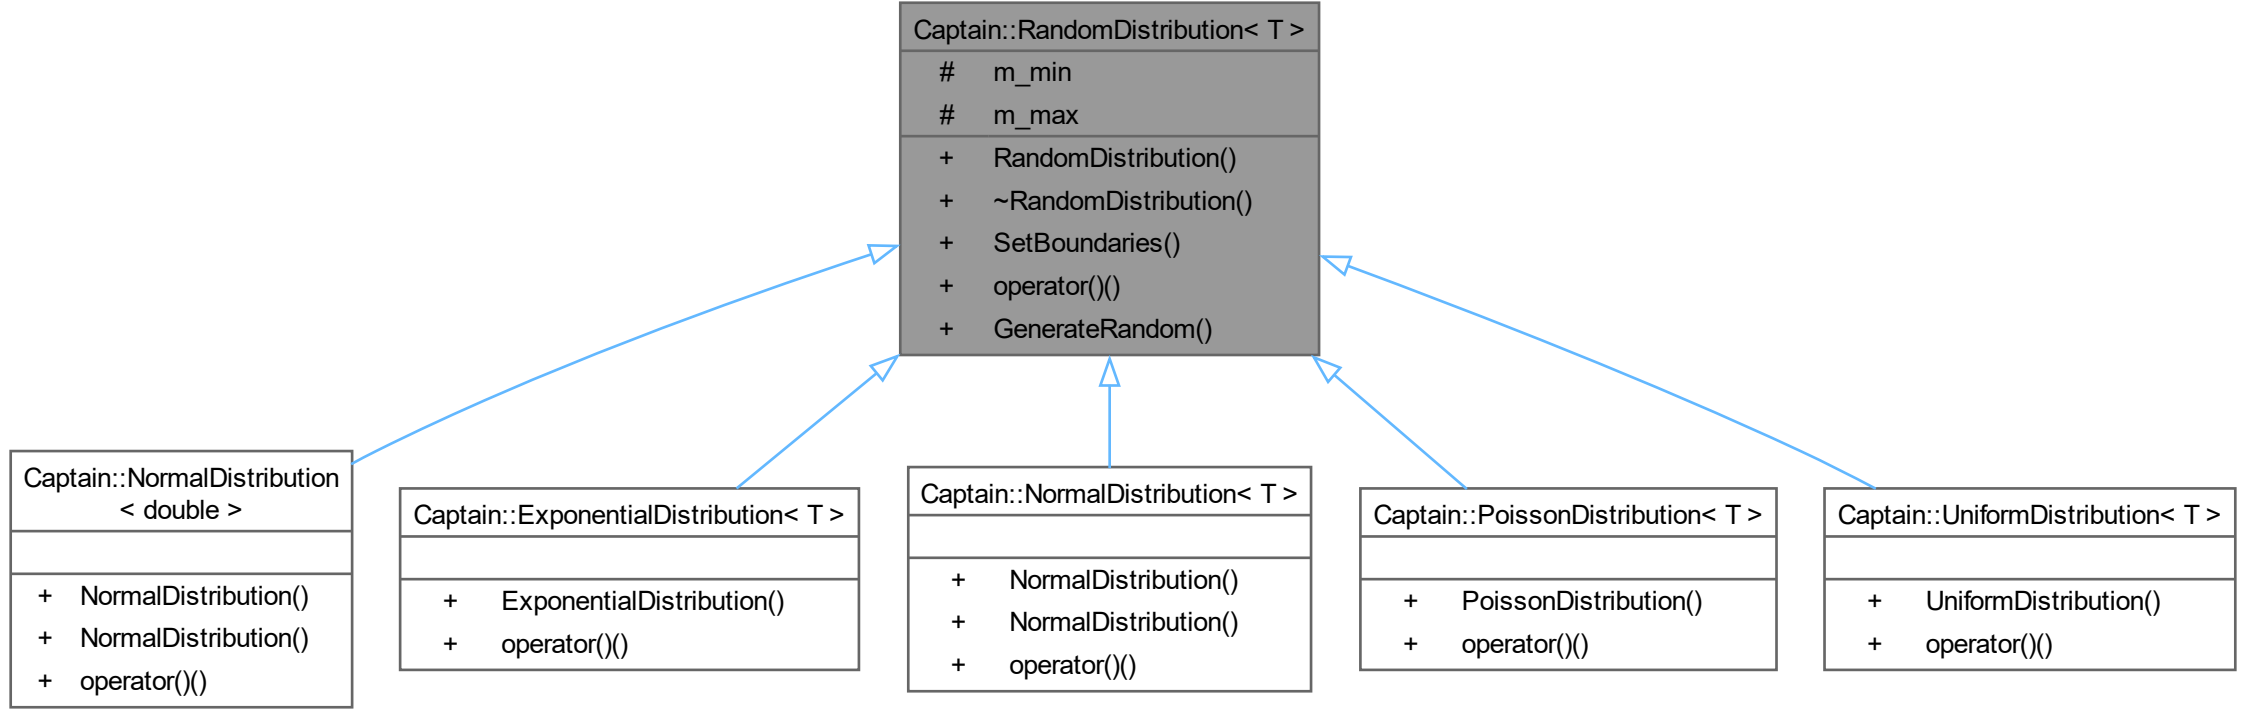 Captain::RandomDistribution< T >
# m_min
# m_max
+ RandomDistribution()
+ ~RandomDistribution()
+ SetBoundaries()
+ operator()()
+ GenerateRandom()
Captain::NormalDistribution
< double >
+ NormalDistribution()
+ NormalDistribution()
+ operator()()
Captain::ExponentialDistribution< T >
+ ExponentialDistribution()
+ operator()()
Captain::NormalDistribution< T >
+ NormalDistribution()
+ NormalDistribution()
+ operator()()
Captain::PoissonDistribution< T >
+ PoissonDistribution()
+ operator()()
Captain::UniformDistribution< T >
+ UniformDistribution()
+ operator()()